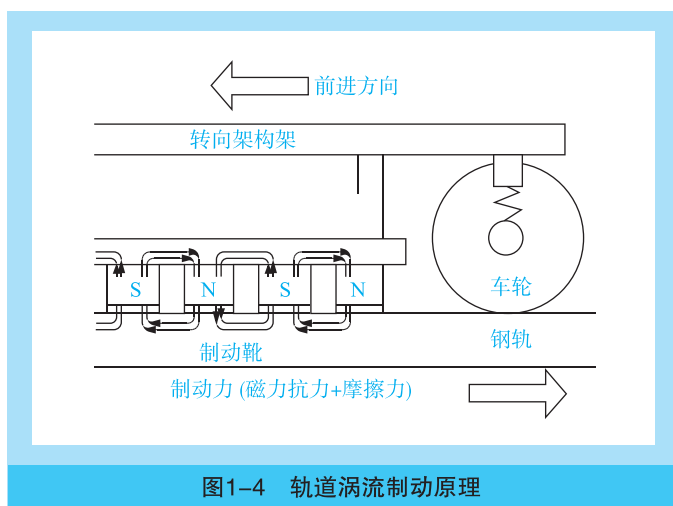 前进方向
转向架构架
S N S N
车轮
钢轨
制动靴
制动力 (磁力抗力+摩擦力)
图1-4 轨道涡流制动原理